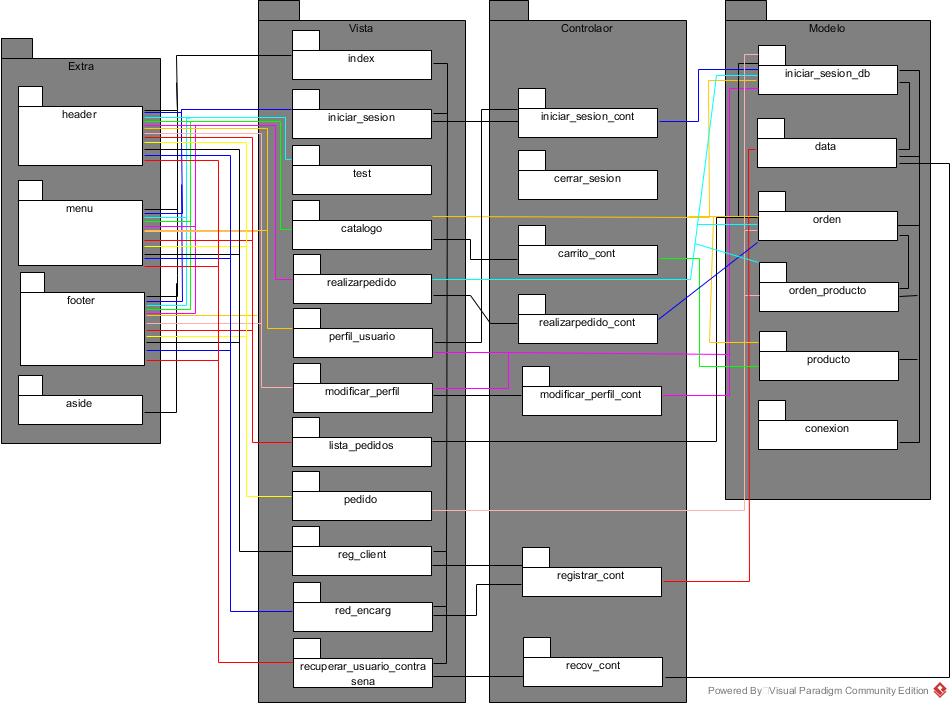 Extra
header
menu
footer
aside
Vista
index
iniciar_sesion
test
catalogo
realizarpedido
perfil_usuario
modificar_perfil
lista_pedidos
pedido
reg_client
red_encarg
recuperar_usuario_contra
sena
Controlaor
iniciar_sesion_cont
cerrar_sesion
carrito_cont
realizarpedido_cont
modificar_perfil_cont
registrar_cont
recov_cont
Modelo
iniciar_sesion_db
data
orden
orden_producto
producto
conexion
Powered By Visual Paradigm Community Edition